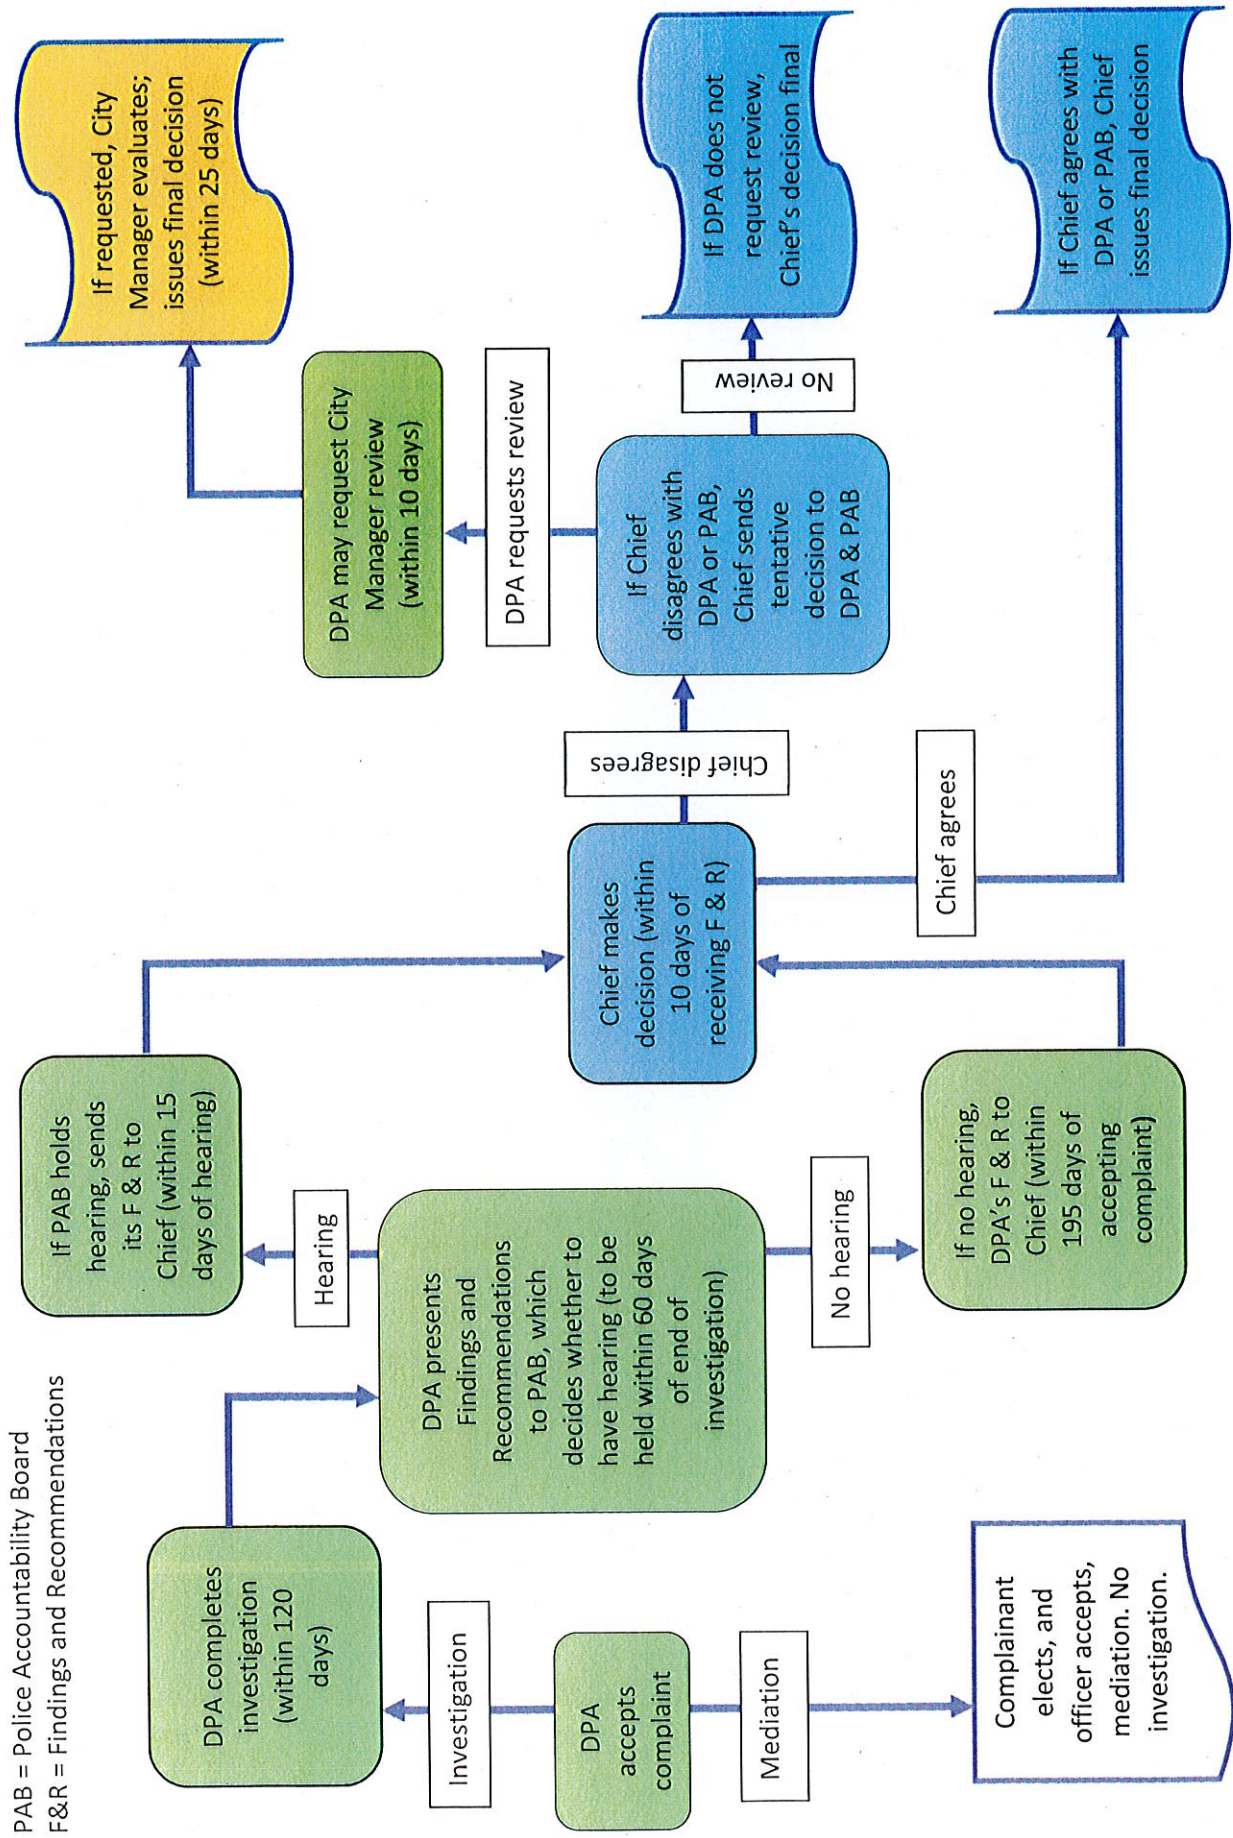 PAB = Police Accountability Board
F&R = Findings and Recommendations
DPA
accepts
complaint
Investigation
Mediation
Complainant
elects, and
officer accepts,
mediation. No
investigation.
DPA completes
investigation
(within 120
days)
DPA presents
Findings and
Recommendations
to PAB, which
decides whether to
have hearing (to be
held within 60 days
of end of
investigation)
Hearing
No hearing
If PAB holds
hearing, sends
its F & R to
Chief (within 15
days of hearing)
If no hearing,
DPA's F & R to
Chief (within
195 days of
accepting
complaint)
Chief makes
decision (within
10 days of
receiving F & R)
Chief disagrees
Chief agrees
If Chief
disagrees with
DPA or PAB,
Chief sends
tentative
decision to
DPA & PAB
DPA requests review
No review
DPA may request City
Manager review
(within 10 days)
If requested, City
Manager evaluates;
issues final decision
(within 25 days)
If DPA does not
request review,
Chief's decision final
If Chief agrees with
DPA or PAB, Chief
issues final decision